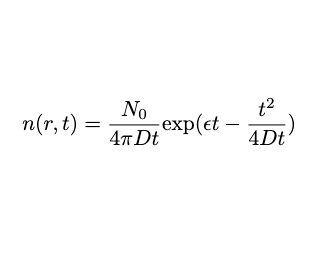 n(r, t) = \frac{N_0}{4\pi Dt} exp(\epsilon t - \frac{t^2}{4Dt})